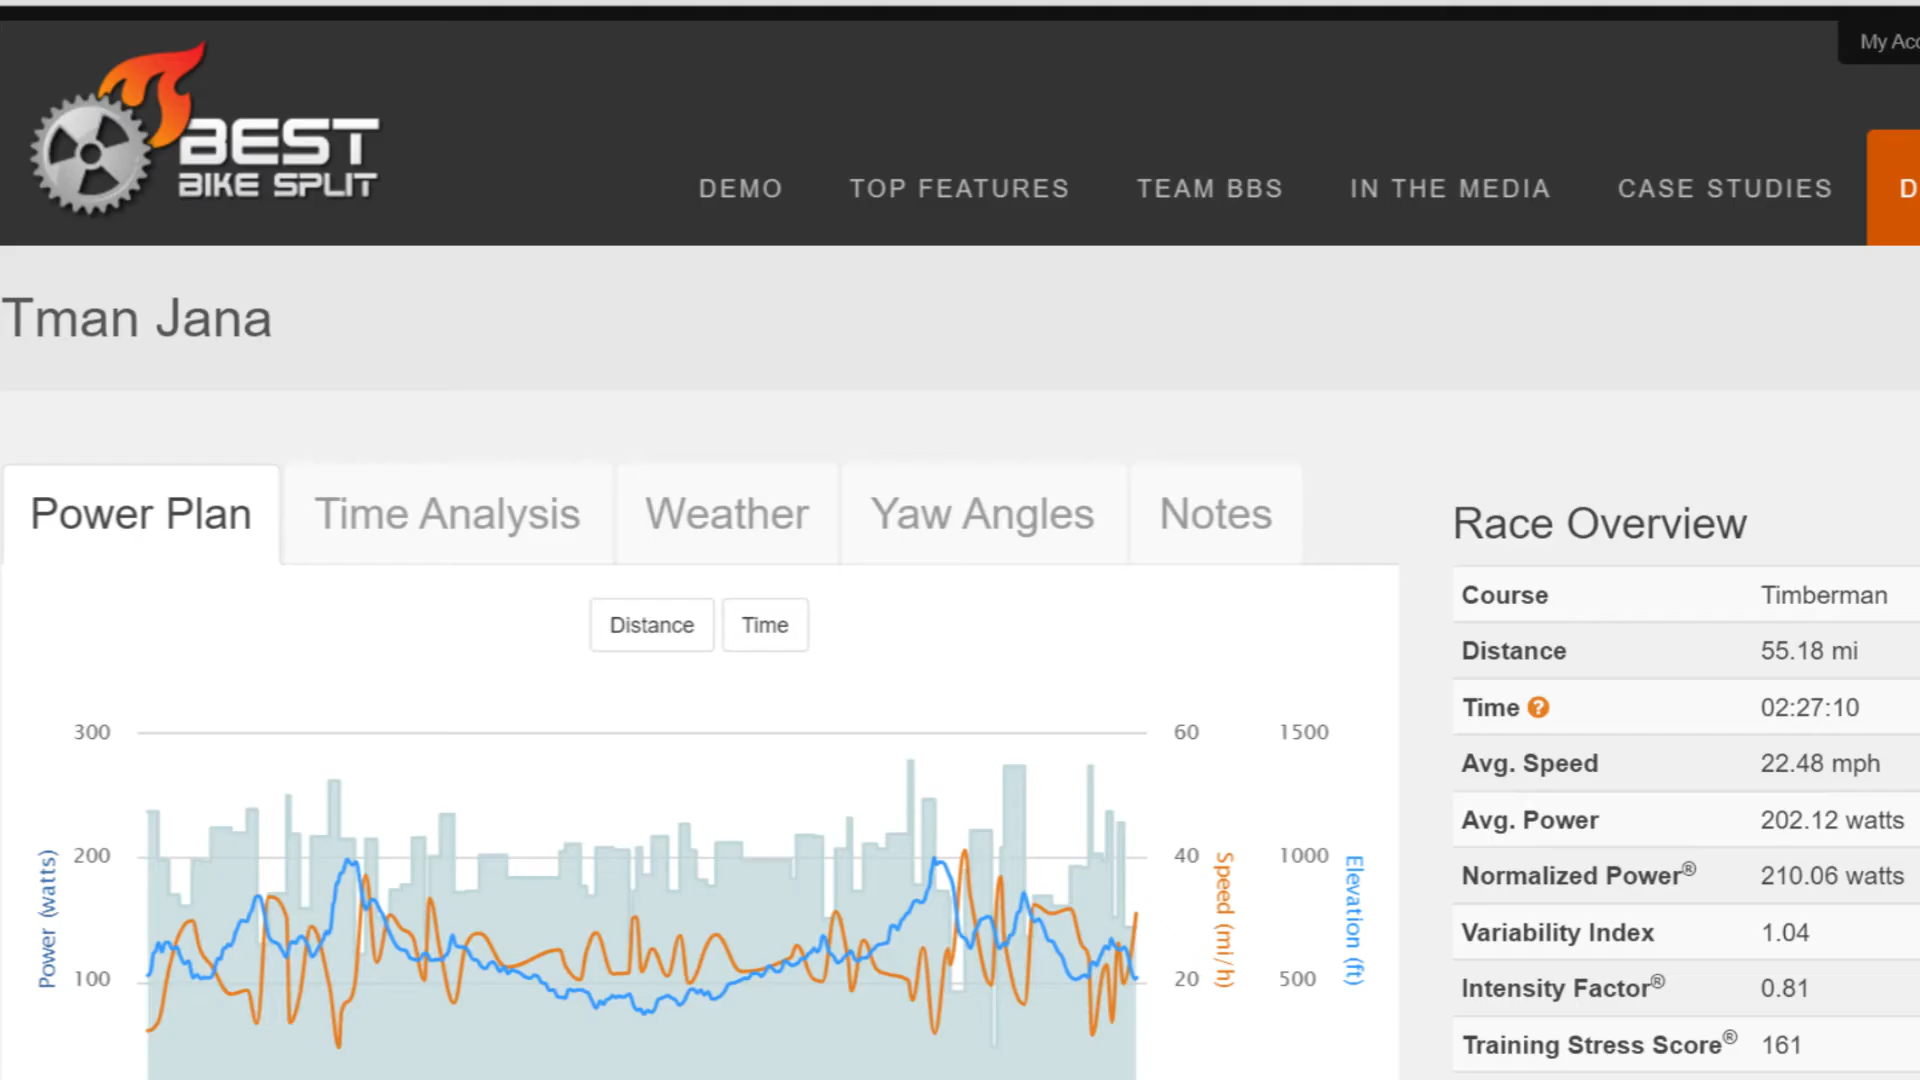 My Acc
BEST
BIKE SPLIT
DEMO TOP FEATURES TEAM BBS IN THE MEDIA CASE STUDIES D
Tman Jana
Power Plan Time Analysis Weather Yaw Angles Notes
Distance Time
300 60 1500
200 40 1000
100 20 500
Power (watts)
Speed (mi/h)
Elevation (ft)
Race Overview
Course Timberman
Distance 55.18 mi
Time ? 02:27:10
Avg. Speed 22.48 mph
Avg. Power 202.12 watts
Normalized Power® 210.06 watts
Variability Index 1.04
Intensity Factor® 0.81
Training Stress Score® 161